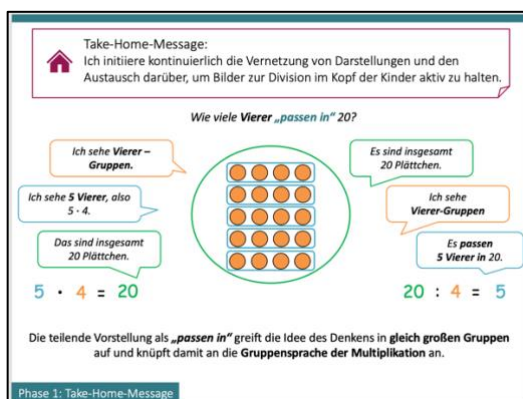 Take-Home-Message:
Ich initiiere kontinuierlich die Vernetzung von Darstellungen und den
Austausch darüber, um Bilder zur Division im Kopf der Kinder aktiv zu halten.
Wie viele Vierer „passen in" 20?
Ich sehe Vierer –
Gruppen.
Ich sehe 5 Vierer, also
5 · 4.
Das sind insgesamt
20 Plättchen.
5 · 4 = 20
Es sind insgesamt
20 Plättchen.
Ich sehe
Vierer-Gruppen
Es passen
5 Vierer in 20.
20 : 4 = 5
Die teilende Vorstellung als „passen in" greift die Idee des Denkens in gleich großen Gruppen
auf und knüpft damit an die Gruppensprache der Multiplikation an.
Phase 1: Take-Home-Message